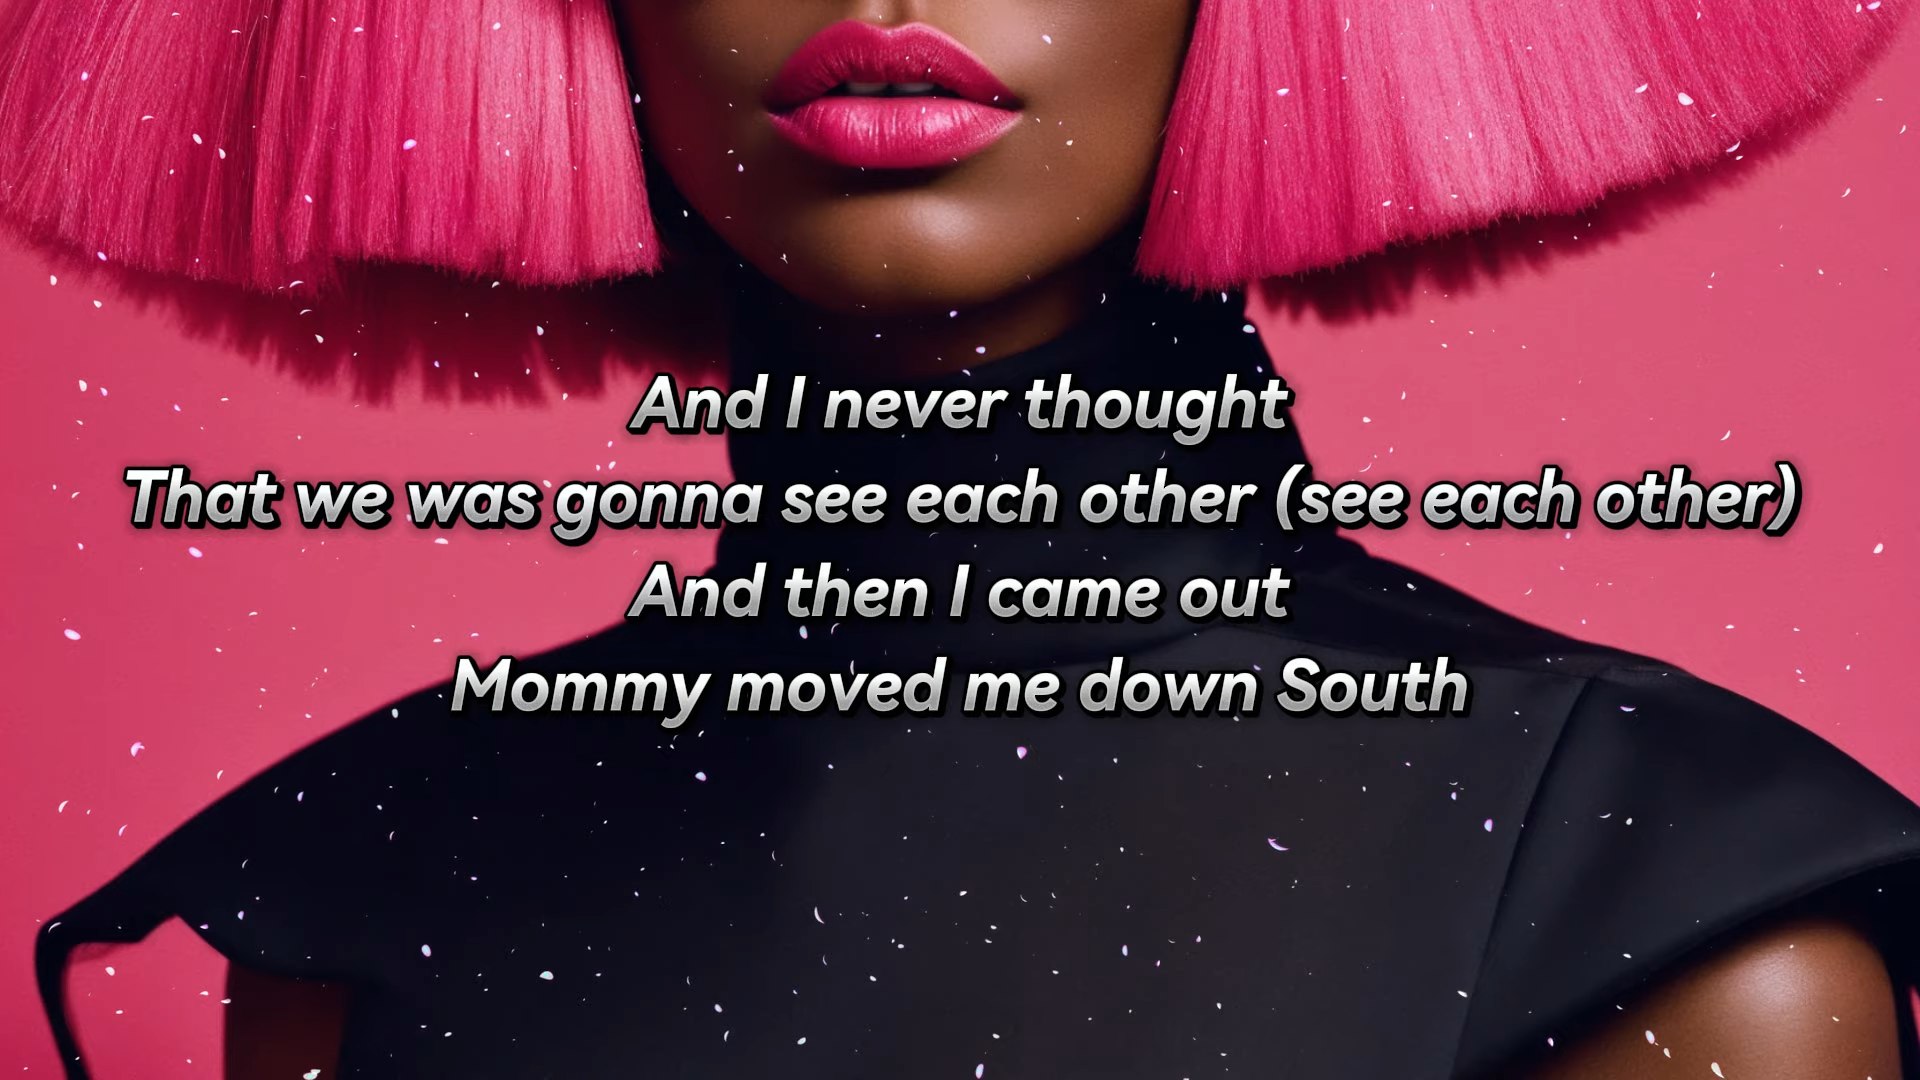 And I never thought
That we was gonna see each other (see each other)
And then I came out
Mommy moved me down South